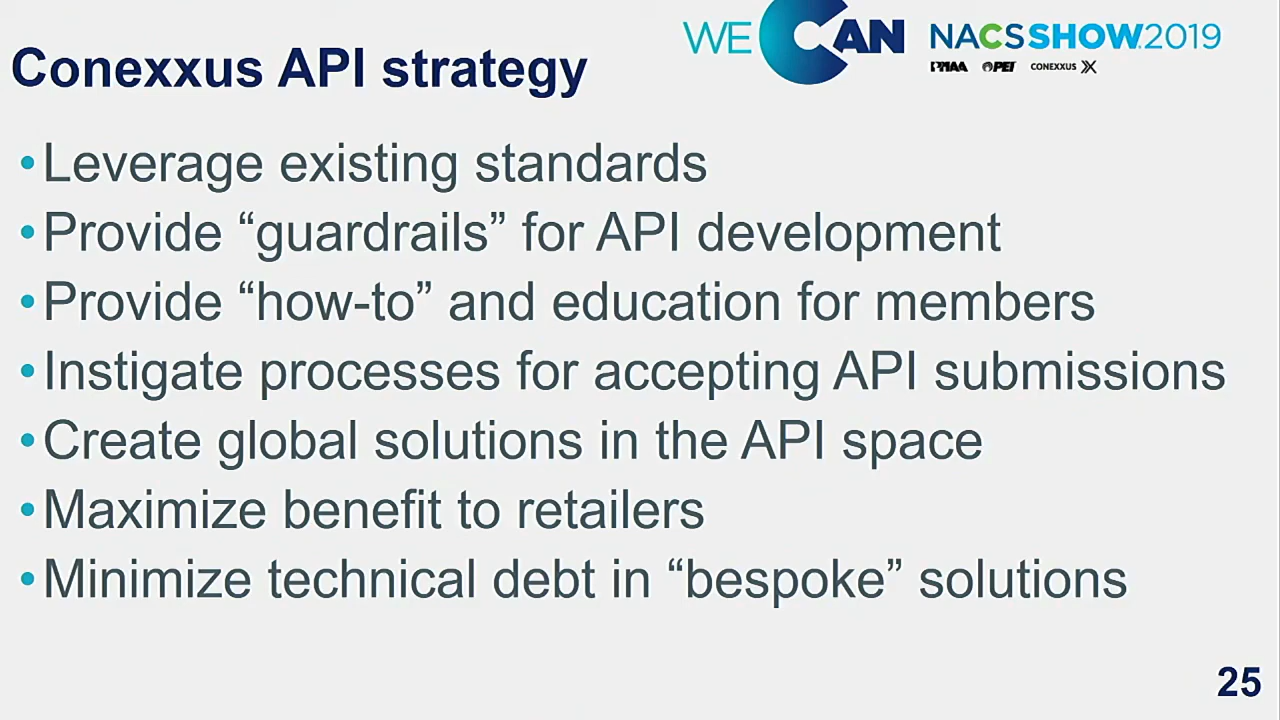 WE CAN
NACS SHOW 2019
PMAA PEI CONEXXUS
Conexxus API strategy
•Leverage existing standards
•Provide “guardrails” for API development
•Provide “how-to” and education for members
•Instigate processes for accepting API submissions
•Create global solutions in the API space
•Maximize benefit to retailers
•Minimize technical debt in “bespoke” solutions
25